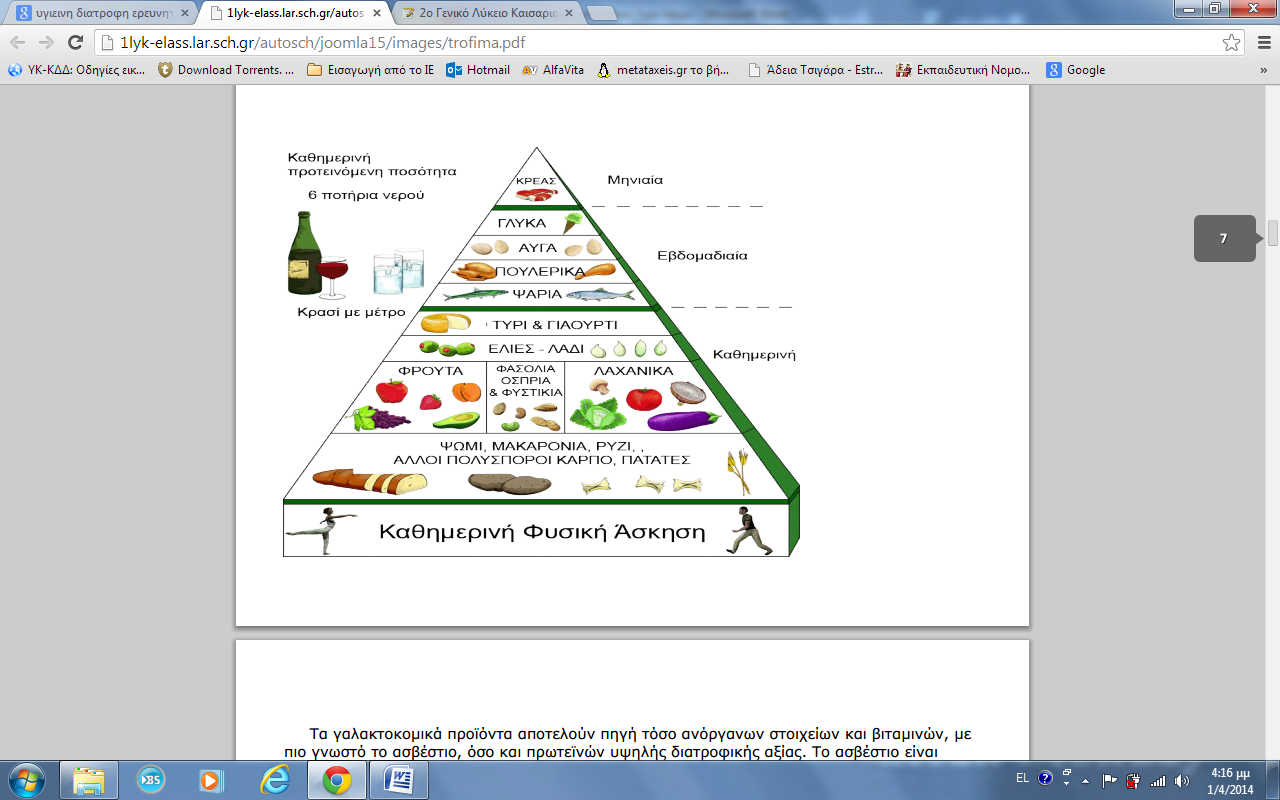 υγιεινη διατροφη ερευνητ
1lyk-elass.lar.sch.gr/autos
2ο Γενικό Λύκειο Καισαρια
1lyk-elass.lar.sch.gr/autosch/joomla15/images/trofima.pdf
ΥΚ-ΚΔΔ: Οδηγίες εικ...
Download Torrents. ...
Εισαγωγή από το IE
Hotmail
AlfaVita
metataxeis.gr το βή...
Άδεια Τσιγάρα - Estr...
Εκπαιδευτική Νομο...
Google
»
Καθημερινή
προτεινόμενη ποσότητα
6 ποτήρια νερού
Κρασί με μέτρο
ΚΡΕΑΣ
Μηνιαία
ΓΛΥΚΑ
ΑΥΓΑ
ΠΟΥΛΕΡΙΚΑ
ΨΑΡΙΑ
Εβδομαδιαία
ΤΥΡΙ & ΓΙΑΟΥΡΤΙ
ΕΛΙΕΣ - ΛΑΔΙ
Καθημερινή
ΦΡΟΥΤΑ
ΦΑΣΟΛΙΑ
ΟΣΠΡΙΑ
& ΦΥΣΤΙΚΙΑ
ΛΑΧΑΝΙΚΑ
ΨΩΜΙ, ΜΑΚΑΡΟΝΙΑ, ΡΥΖΙ, ,
ΑΛΛΟΙ ΠΟΛΥΣΠΟΡΟΙ ΚΑΡΠΟ, ΠΑΤΑΤΕΣ
Καθημερινή Φυσική Άσκηση
7
Τα γαλακτοκομικά προϊόντα αποτελούν πηγή τόσο ανόργανων στοιχείων και βιταμινών, με
πιο γνωστό το ασβέστιο, όσο και πρωτεϊνών υψηλής διατροφικής αξίας. Το ασβέστιο είναι
BS
EL
4:16 μμ
1/4/2014